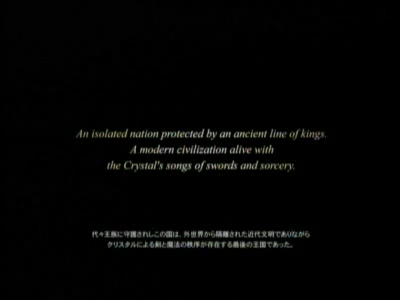 An isolated nation protected by an ancient line of kings.
A modern civilization alive with
the Crystal's songs of swords and sorcery.
代々王族に守護されしこの国は、外世界から隔離された近代文明でありながら
クリスタルによる剣と魔法の秩序が存在する最後の王国であった。